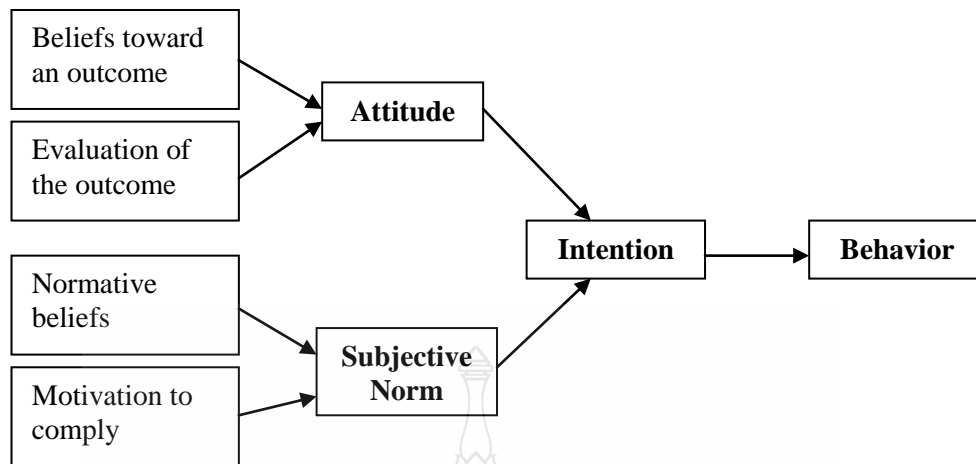 Beliefs toward
an outcome
Attitude
Evaluation of
the outcome
Intention
Behavior
Normative
beliefs
Subjective
Norm
Motivation to
comply